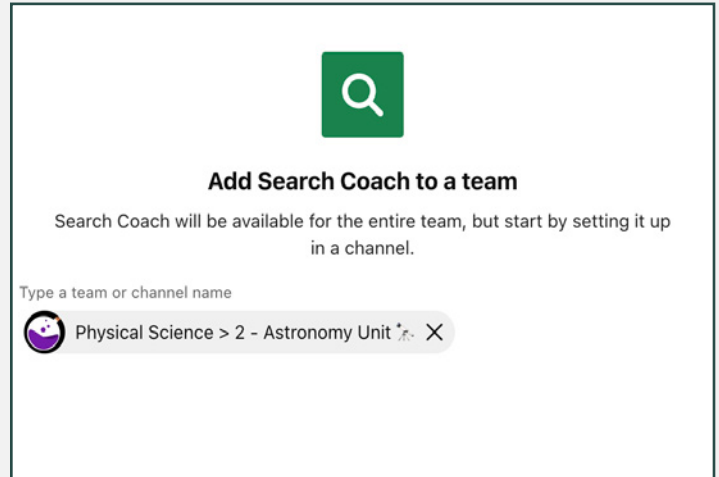 Add Search Coach to a team
Search Coach will be available for the entire team, but start by setting it up
in a channel.
Type a team or channel name
Physical Science > 2 - Astronomy Unit